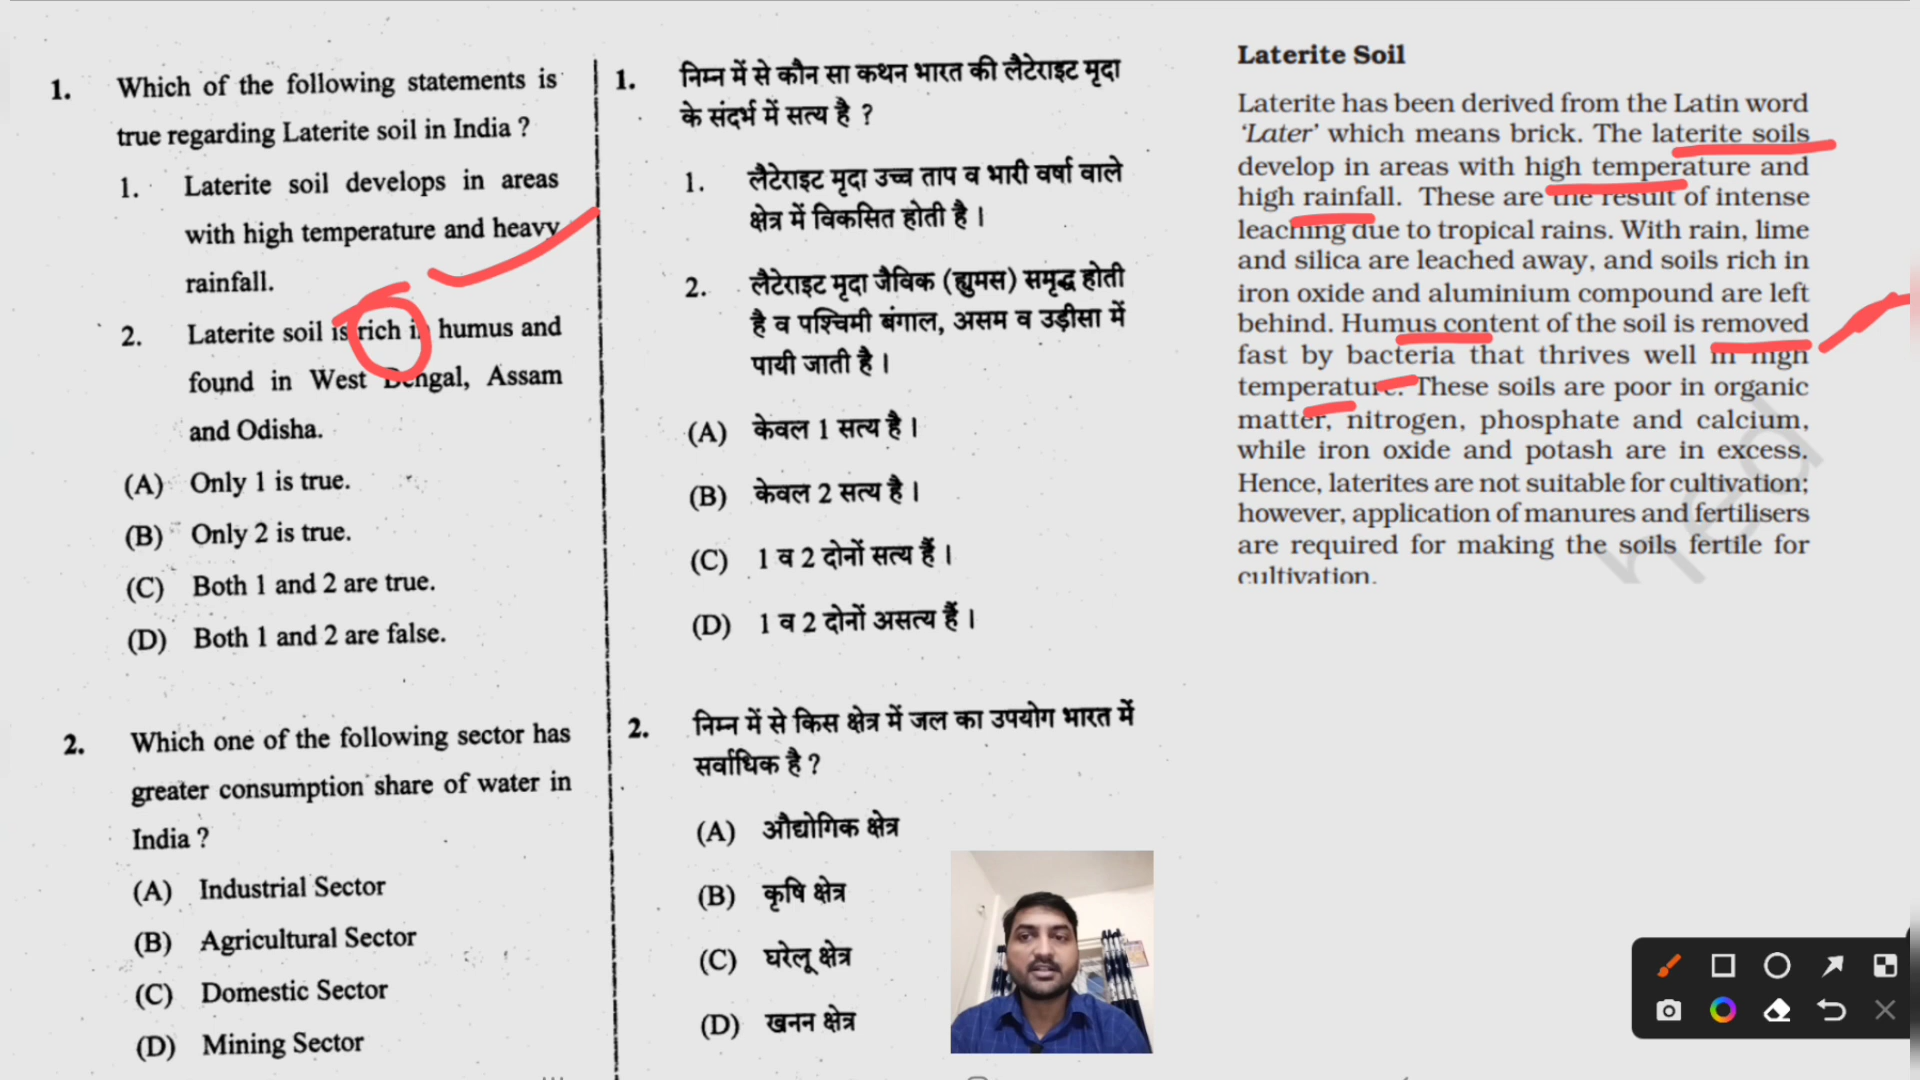 1. Which of the following statements is
true regarding Laterite soil in India ?
1. Laterite soil develops in areas
with high temperature and heavy
rainfall.
2. Laterite soil is rich in humus and
found in West Bengal, Assam
and Odisha.
(A) Only 1 is true.
(B) Only 2 is true.
(C) Both 1 and 2 are true.
(D) Both 1 and 2 are false.
2. Which one of the following sector has
greater consumption share of water in
India ?
(A) Industrial Sector
(B) Agricultural Sector
(C) Domestic Sector
(D) Mining Sector
1. निम्न में से कौन सा कथन भारत की लैटेराइट मृदा
के संदर्भ में सत्य है ?
1. लैटेराइट मृदा उच्च ताप व भारी वर्षा वाले
क्षेत्र में विकसित होती है ।
2. लैटेराइट मृदा जैविक (ह्युमस) समृद्ध होती
है व पश्चिमी बंगाल, असम व उड़ीसा में
पायी जाती है ।
(A) केवल 1 सत्य है ।
(B) केवल 2 सत्य है ।
(C) 1 व 2 दोनों सत्य हैं ।
(D) 1 व 2 दोनों असत्य हैं ।
2. निम्न में से किस क्षेत्र में जल का उपयोग भारत में
सर्वाधिक है ?
(A) औद्योगिक क्षेत्र
(B) कृषि क्षेत्र
(C) घरेलू क्षेत्र
(D) खनन क्षेत्र
Laterite Soil
Laterite has been derived from the Latin word
‘Later’ which means brick. The laterite soils
develop in areas with high temperature and
high rainfall. These are the result of intense
leaching due to tropical rains. With rain, lime
and silica are leached away, and soils rich in
iron oxide and aluminium compound are left
behind. Humus content of the soil is removed
fast by bacteria that thrives well in high
temperature. These soils are poor in organic
matter, nitrogen, phosphate and calcium,
while iron oxide and potash are in excess.
Hence, laterites are not suitable for cultivation;
however, application of manures and fertilisers
are required for making the soils fertile for
cultivation.